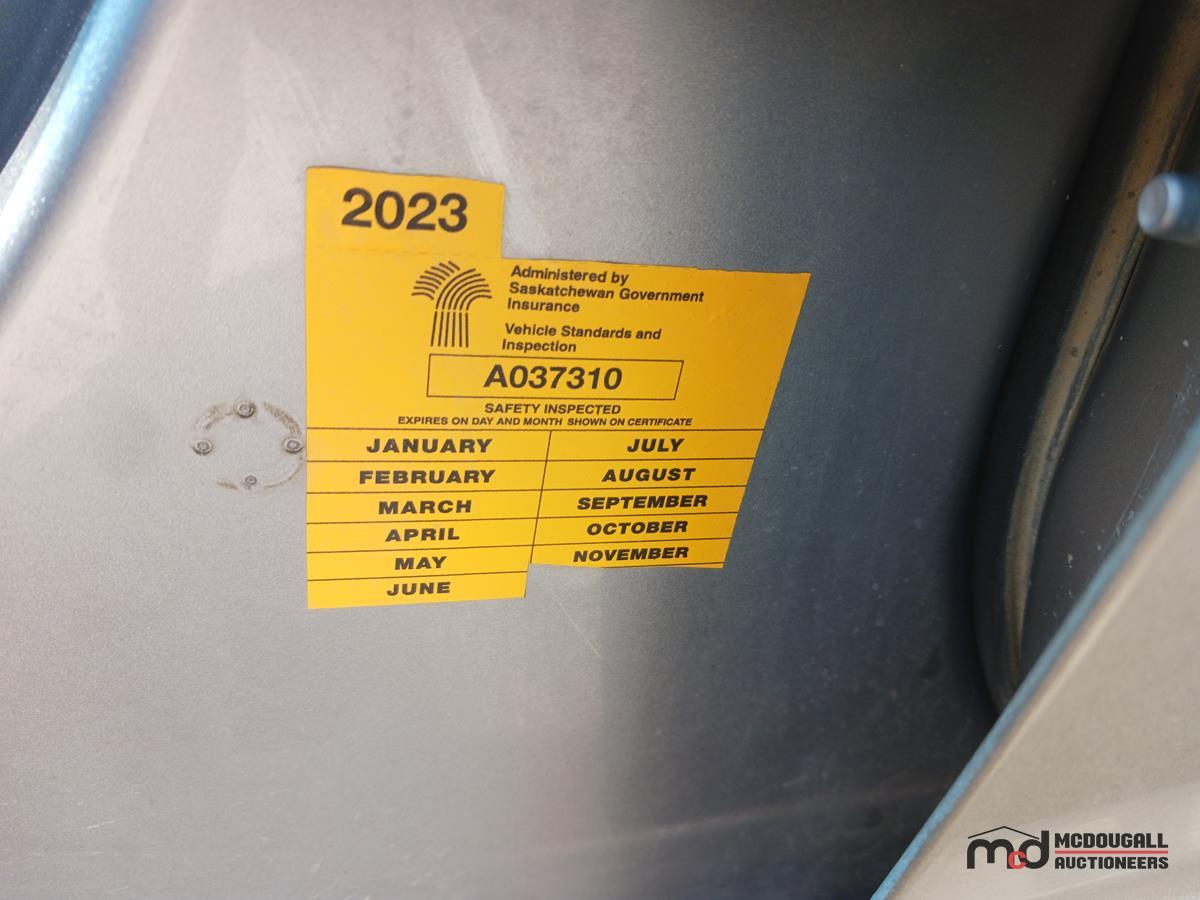 2023
Administered by
Saskatchewan Government
Insurance
Vehicle Standards and
Inspection
A037310
SAFETY INSPECTED
EXPIRES ON DAY AND MONTH SHOWN ON CERTIFICATE
JANUARY JULY
FEBRUARY AUGUST
MARCH SEPTEMBER
APRIL OCTOBER
MAY NOVEMBER
JUNE
mcd MCDOUGALL
AUCTIONEERS